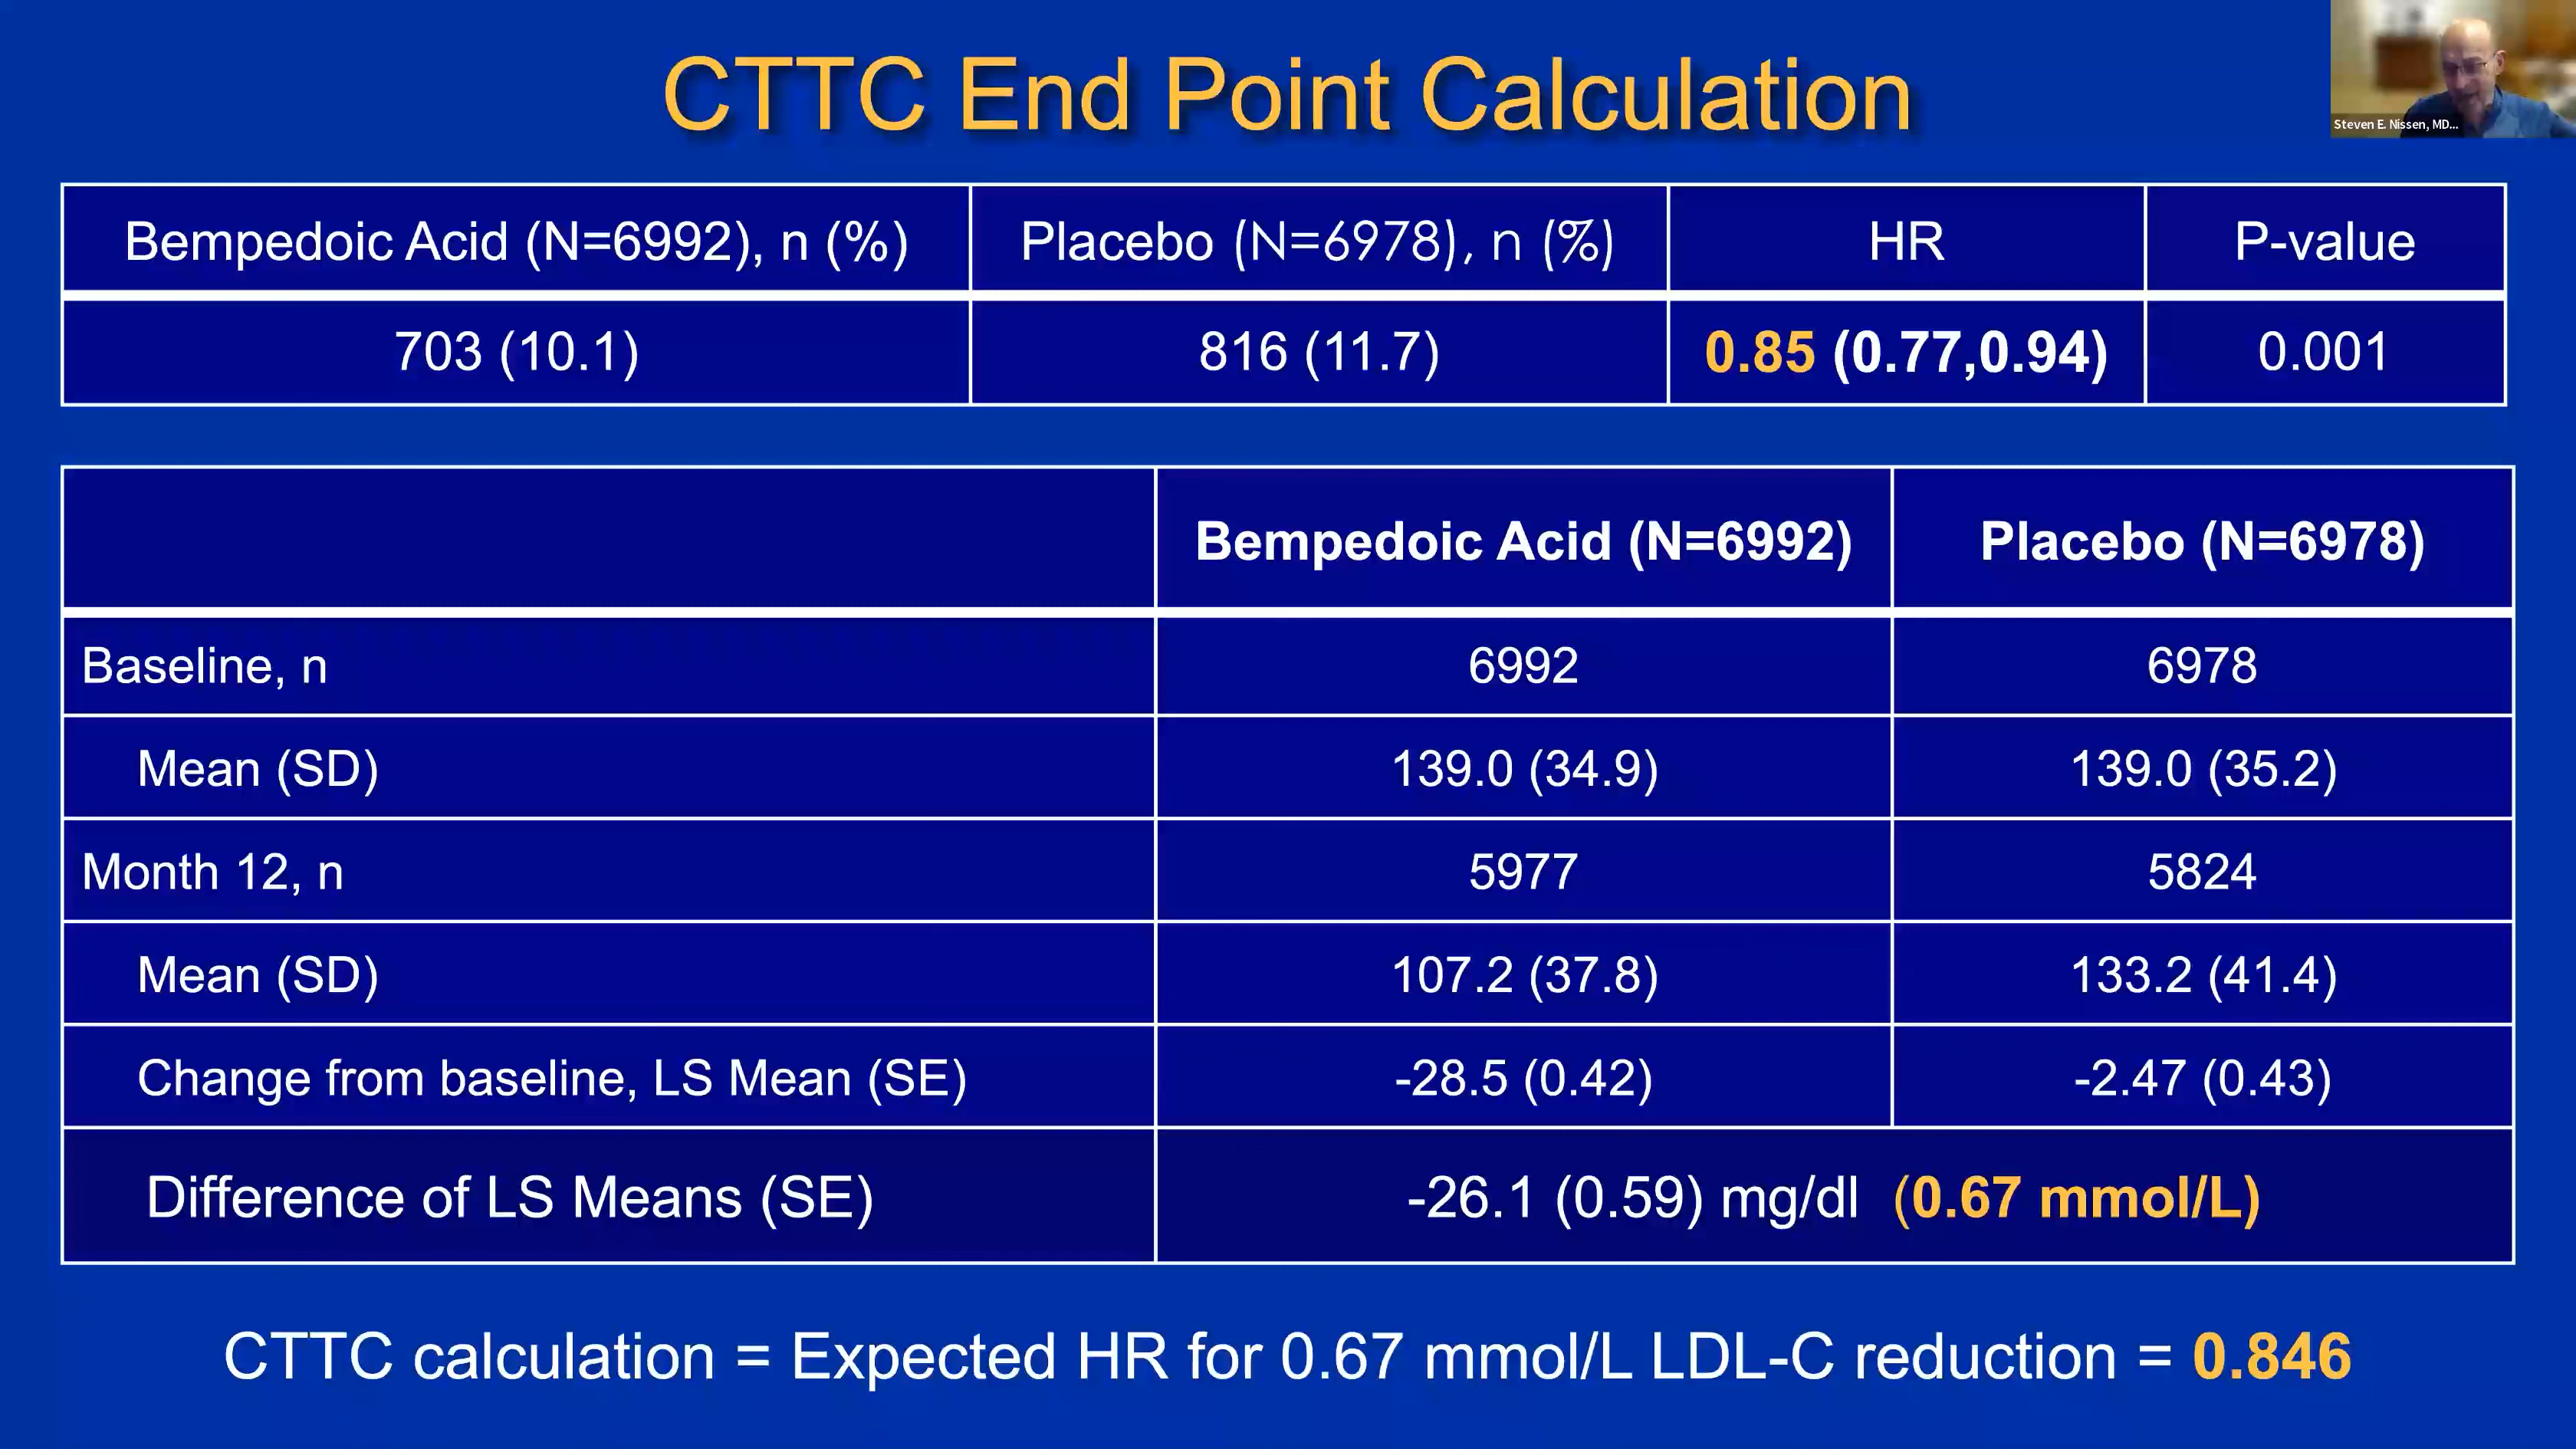 CTTC End Point Calculation
Steven E. Nissen, MD...
Bempedoic Acid (N=6992), n (%) Placebo (N=6978), n (%) HR P-value
703 (10.1) 816 (11.7) 0.85 (0.77,0.94) 0.001
Bempedoic Acid (N=6992) Placebo (N=6978)
Baseline, n 6992 6978
Mean (SD) 139.0 (34.9) 139.0 (35.2)
Month 12, n 5977 5824
Mean (SD) 107.2 (37.8) 133.2 (41.4)
Change from baseline, LS Mean (SE) -28.5 (0.42) -2.47 (0.43)
Difference of LS Means (SE) -26.1 (0.59) mg/dl (0.67 mmol/L)
CTTC calculation = Expected HR for 0.67 mmol/L LDL-C reduction = 0.846